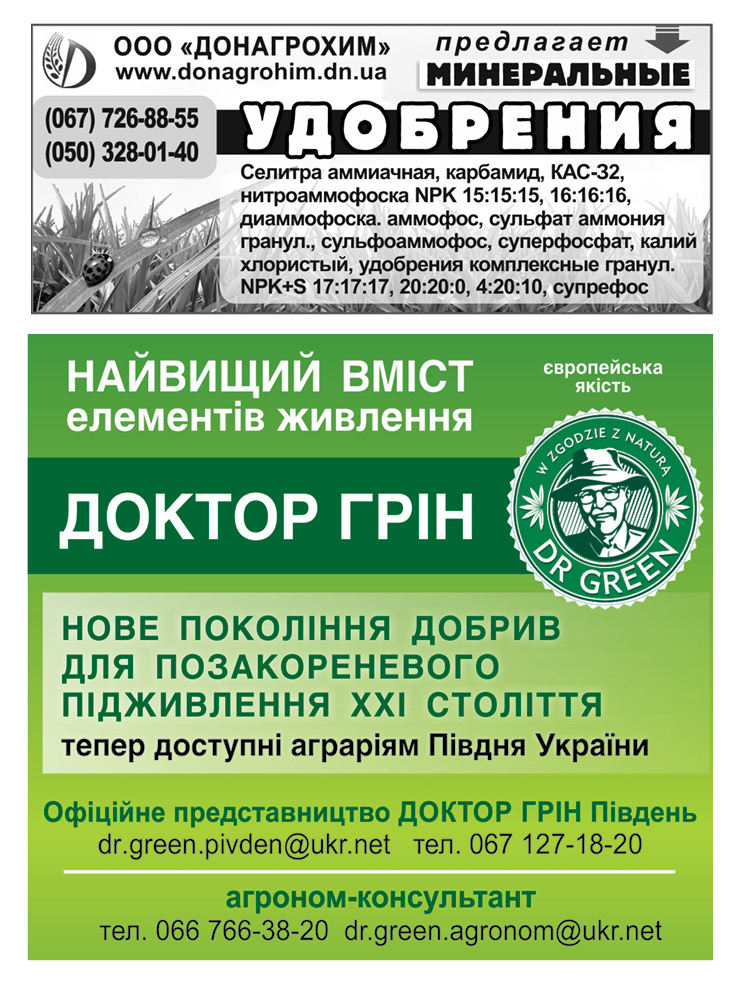 ООО «ДОНАГРОХИМ»
www.donagrohim.dn.ua
предлагает
МИНЕРАЛЬНЫЕ
(067) 726-88-55
(050) 328-01-40
УДОБРЕНИЯ
Селитра аммиачная, карбамид, КАС-32,
нитроаммофоска NPK 15:15:15, 16:16:16,
диаммофоска. аммофос, сульфат аммония
гранул., сульфоаммофос, суперфосфат, калий
хлористый, удобрения комплексные гранул.
NPK+S 17:17:17, 20:20:0, 4:20:10, супрефос
НАЙВИЩИЙ ВМІСТ
елементів живлення
європейська
якість
W ZGODZIE Z NATURĄ
DR GREEN
ДОКТОР ГРІН
НОВЕ ПОКОЛІННЯ ДОБРИВ
ДЛЯ ПОЗАКОРЕНЕВОГО
ПІДЖИВЛЕННЯ XXI СТОЛІТТЯ
тепер доступні аграріям Півдня України
Офіційне представництво ДОКТОР ГРІН Південь
dr.green.pivden@ukr.net тел. 067 127-18-20
агроном-консультант
тел. 066 766-38-20 dr.green.agronom@ukr.net